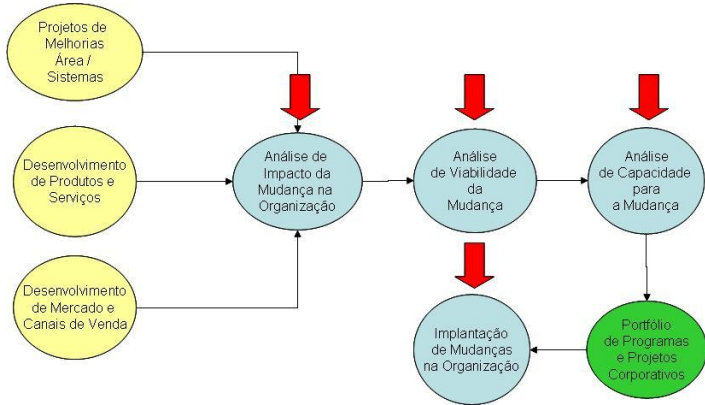 Projetos de
Melhorias
Área /
Sistemas
Desenvolvimento
de Produtos e
Serviços
Desenvolvimento
de Mercado e
Canais de Venda
Análise de
Impacto da
Mudança na
Organização
Análise
de Viabilidade
da
Mudança
Análise
de Capacidade
para
a Mudança
Implantação
de Mudanças
na Organização
Portfólio
de Programas
e Projetos
Corporativos